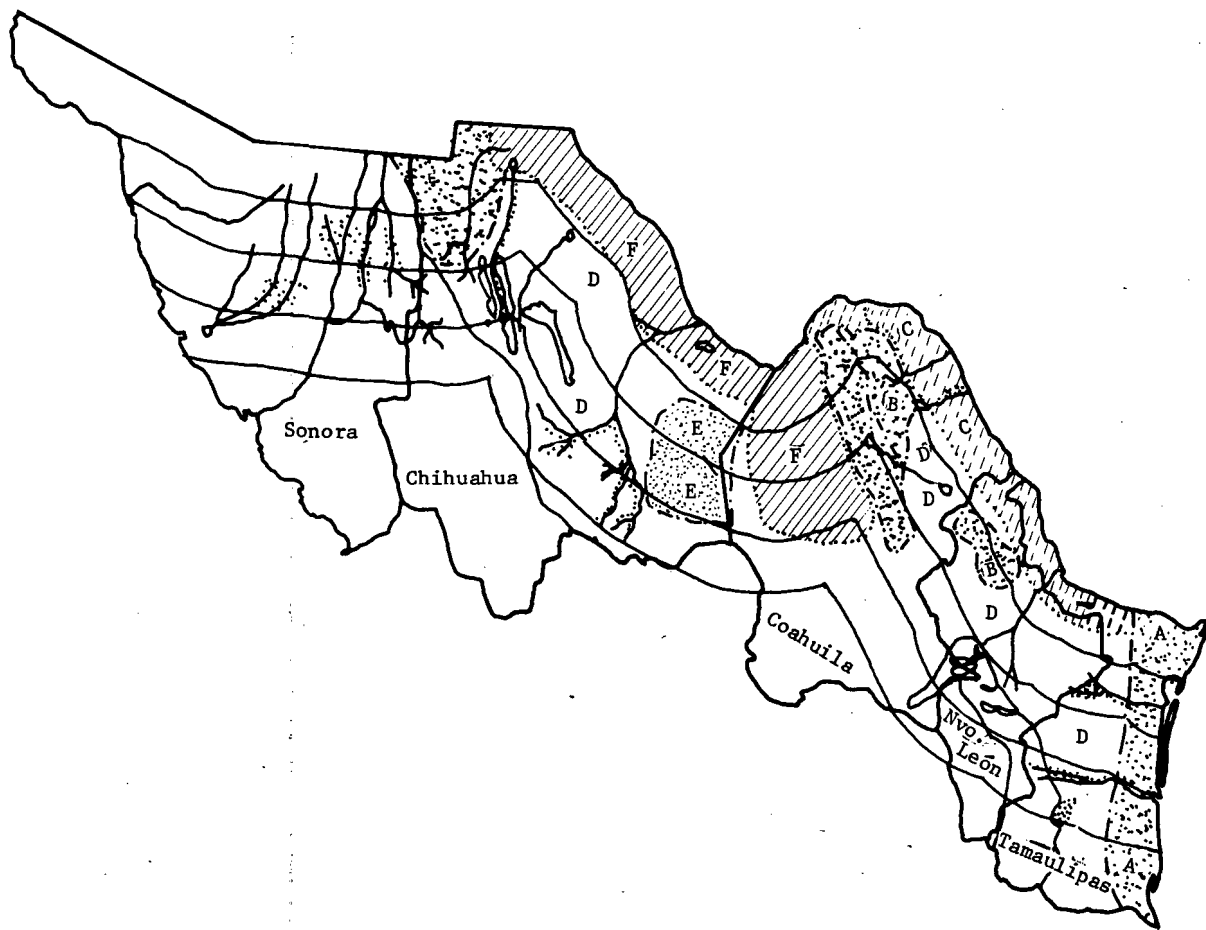 F
D
C
F
D
B
C
Sonora
E
F
D
Chihuahua
E
D
B
D
A
Coahuila
Nvo.
León
D
Tamaulipas
A